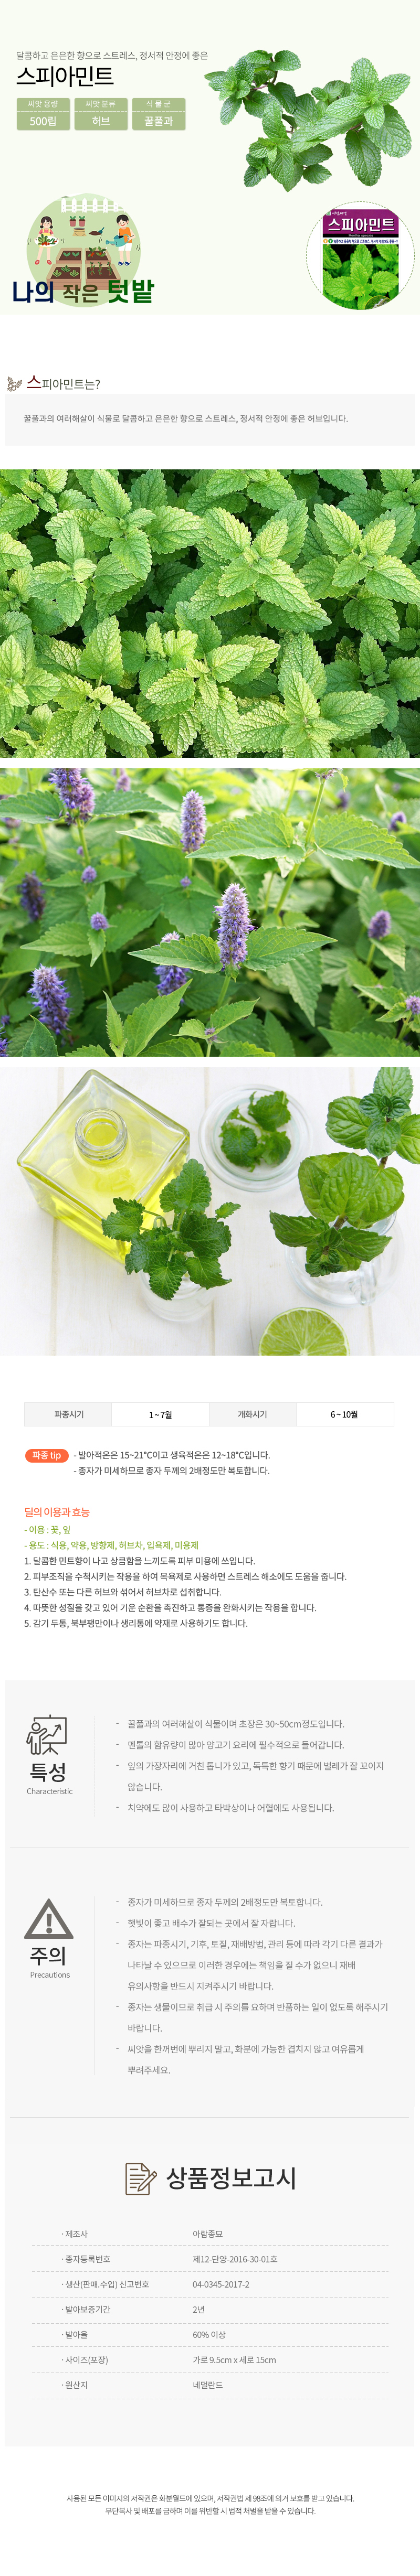 달콤하고 은은한 향으로 스트레스, 정서적 안정에 좋은
스피아민트
씨앗 용량 씨앗 분류 식 물 군
500립 허브 꿀풀과
스피아민트
나의 작은 텃밭
스피아민트는?
꿀풀과의 여러해살이 식물로 달콤하고 은은한 향으로 스트레스, 정서적 안정에 좋은 허브입니다.
파종시기 1 ~ 7월 개화시기 6 ~ 10월
파종 tip - 발아적온은 15~21℃이고 생육적온은 12~18℃입니다.
- 종자가 미세하므로 종자 두께의 2배정도만 복토합니다.
딜의 이용과 효능
- 이용 : 꽃, 잎
- 용도 : 식용, 약용, 방향제, 허브차, 입욕제, 미용제
1. 달콤한 민트향이 나고 상큼함을 느끼도록 피부 미용에 쓰입니다.
2. 피부조직을 수척시키는 작용을 하여 목욕제로 사용하면 스트레스 해소에도 도움을 줍니다.
3. 탄산수 또는 다른 허브와 섞어서 허브차로 섭취합니다.
4. 따뜻한 성질을 갖고 있어 기운 순환을 촉진하고 통증을 완화시키는 작용을 합니다.
5. 감기 두통, 북부팽만이나 생리통에 약재로 사용하기도 합니다.
특성
Characteristic
- 꿀풀과의 여러해살이 식물이며 초장은 30~50cm정도입니다.
- 멘톨의 함유량이 많아 양고기 요리에 필수적으로 들어갑니다.
- 잎의 가장자리에 거친 톱니가 있고, 독특한 향기 때문에 벌레가 잘 꼬이지
않습니다.
- 치약에도 많이 사용하고 타박상이나 어혈에도 사용됩니다.
주의
Precautions
- 종자가 미세하므로 종자 두께의 2배정도만 복토합니다.
- 햇빛이 좋고 배수가 잘되는 곳에서 잘 자랍니다.
- 종자는 파종시기, 기후, 토질, 재배방법, 관리 등에 따라 각기 다른 결과가
나타날 수 있으므로 이러한 경우에는 책임을 질 수가 없으니 재배
유의사항을 반드시 지켜주시기 바랍니다.
- 종자는 생물이므로 취급 시 주의를 요하며 반품하는 일이 없도록 해주시기
바랍니다.
- 씨앗을 한꺼번에 뿌리지 말고, 화분에 가능한 겹치지 않고 여유롭게
뿌려주세요.
상품정보고시
· 제조사 아람종묘
· 종자등록번호 제12-단양-2016-30-01호
· 생산(판매.수입) 신고번호 04-0345-2017-2
· 발아보증기간 2년
· 발아율 60% 이상
· 사이즈(포장) 가로 9.5cm x 세로 15cm
· 원산지 네덜란드
사용된 모든 이미지의 저작권은 화분월드에 있으며, 저작권법 제 98조에 의거 보호를 받고 있습니다.
무단복사 및 배포를 금하며 이를 위반할 시 법적 처벌을 받을 수 있습니다.